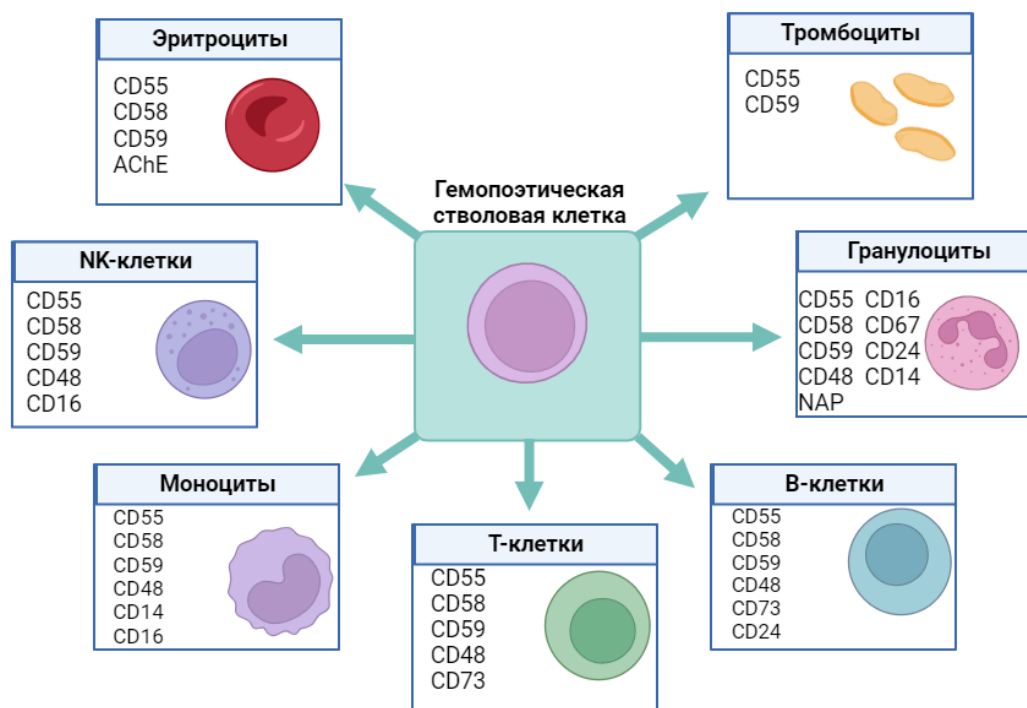 Эритроциты
CD55
CD58
CD59
AChE
Тромбоциты
CD55
CD59
Гемопоэтическая
стволовая клетка
NK-клетки
CD55
CD58
CD59
CD48
CD16
Гранулоциты
CD55 CD16
CD58 CD67
CD59 CD24
CD48 CD14
NAP
Моноциты
CD55
CD58
CD59
CD48
CD14
CD16
Т-клетки
CD55
CD58
CD59
CD48
CD73
В-клетки
CD55
CD58
CD59
CD48
CD73
CD24